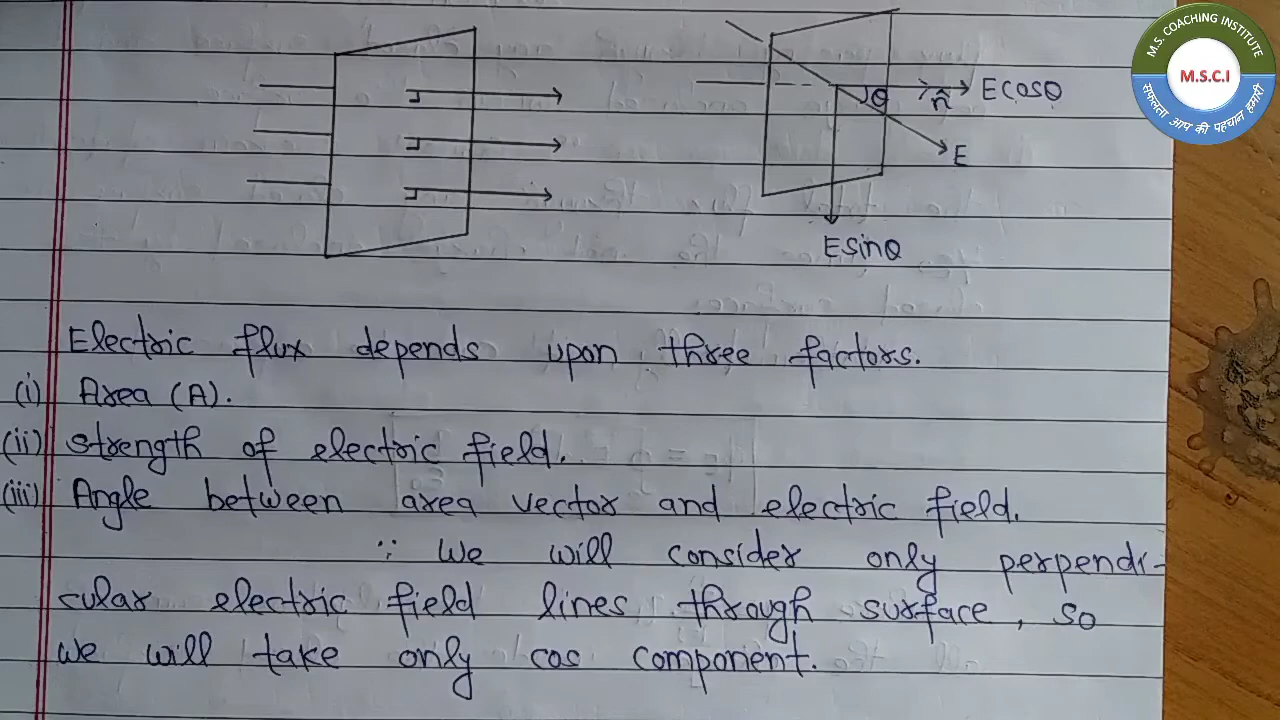 M.S. COACHING INSTITUTE
M.S.C.I
सफलता आप की पहचान हमारी
θ n̂ Ecosθ
E
Esinθ
Electric flux depends upon three factors.
(i) Area (A).
(ii) strength of electric field.
(iii) Angle between area vector and electric field.
∵ We will consider only perpendi-
cular electric field lines through surface, so
we will take only cos component.